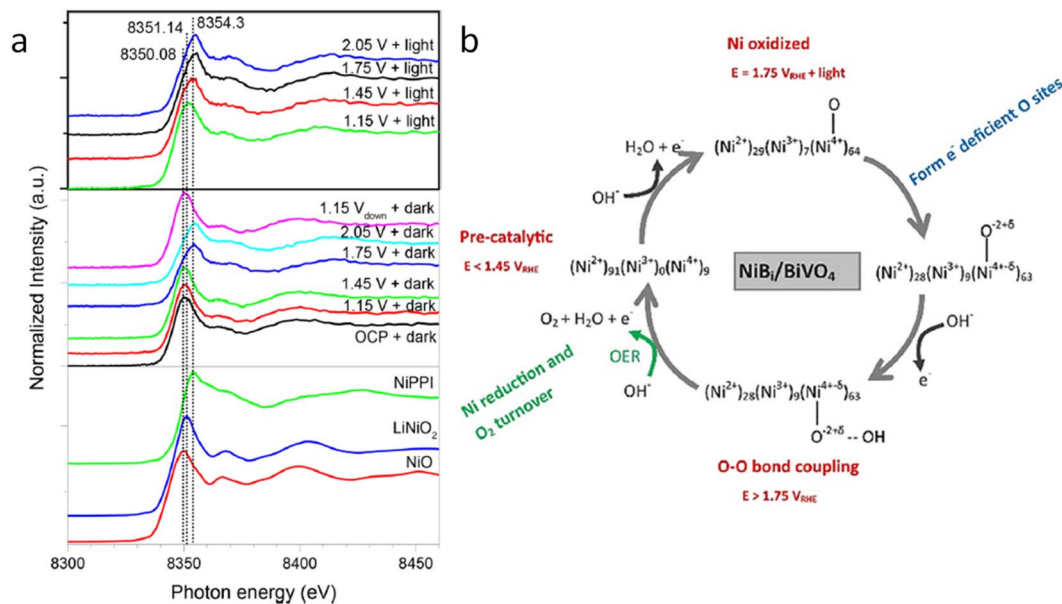 a
8351.14
8354.3
8350.08
2.05 V + light
1.75 V + light
1.45 V + light
1.15 V + light
1.15 V down + dark
2.05 V + dark
1.75 V + dark
1.45 V + dark
1.15 V + dark
OCP + dark
NiPPI
LiNiO₂
NiO
Normalized Intensity (a.u.)
8300
8350
8400
8450
Photon energy (eV)
b
Ni oxidized
E = 1.75 V_RHE + light
O
(Ni²⁺)₂₉(Ni³⁺)₇(Ni⁴⁺)₆₄
Form e⁻ deficient O sites
H₂O + e⁻
OH⁻
Pre-catalytic
E < 1.45 V_RHE
(Ni²⁺)₉₁(Ni³⁺)₀(Ni⁴⁺)₉
NiBᵢ/BiVO₄
O⁻²⁺δ
(Ni²⁺)₂₈(Ni³⁺)₉(Ni⁴⁺⁻δ)₆₃
OH⁻
e⁻
O₂ + H₂O + e⁻
OER
OH⁻
Ni reduction and
O₂ turnover
(Ni²⁺)₂₈(Ni³⁺)₉(Ni⁴⁺⁻δ)₆₃
O⁻²⁺δ -- OH
O-O bond coupling
E > 1.75 V_RHE